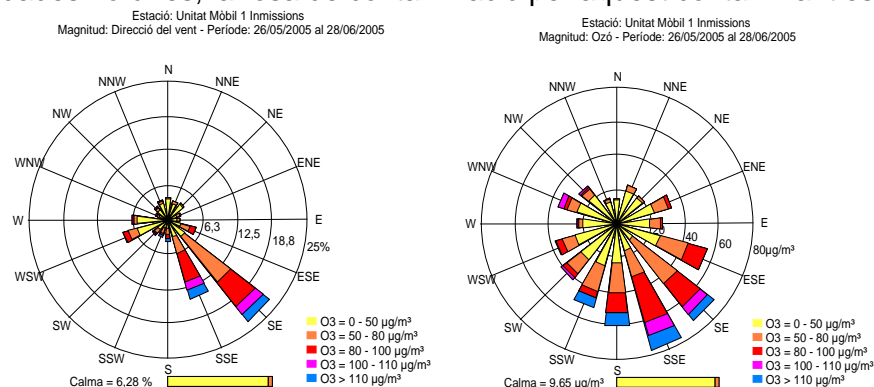 Estació: Unitat Mòbil 1 Inmissions
Magnitud: Direcció del vent - Període: 26/05/2005 al 28/06/2005
N
NNE
NE
ENE
E
ESE
SE
SSE
S
SSW
SW
WSW
W
WNW
NW
NNW
6,3
12,5
18,8
25%
O3 = 0 - 50 µg/m³
O3 = 50 - 80 µg/m³
O3 = 80 - 100 µg/m³
O3 = 100 - 110 µg/m³
O3 > 110 µg/m³
Calma = 6,28 %
Estació: Unitat Mòbil 1 Inmissions
Magnitud: Ozó - Període: 26/05/2005 al 28/06/2005
N
NNE
NE
ENE
E
ESE
SE
SSE
S
SSW
SW
WSW
W
WNW
NW
NNW
20
40
60
80µg/m³
O3 = 0 - 50 µg/m³
O3 = 50 - 80 µg/m³
O3 = 80 - 100 µg/m³
O3 = 100 - 110 µg/m³
O3 > 110 µg/m³
Calma = 9,65 µg/m³